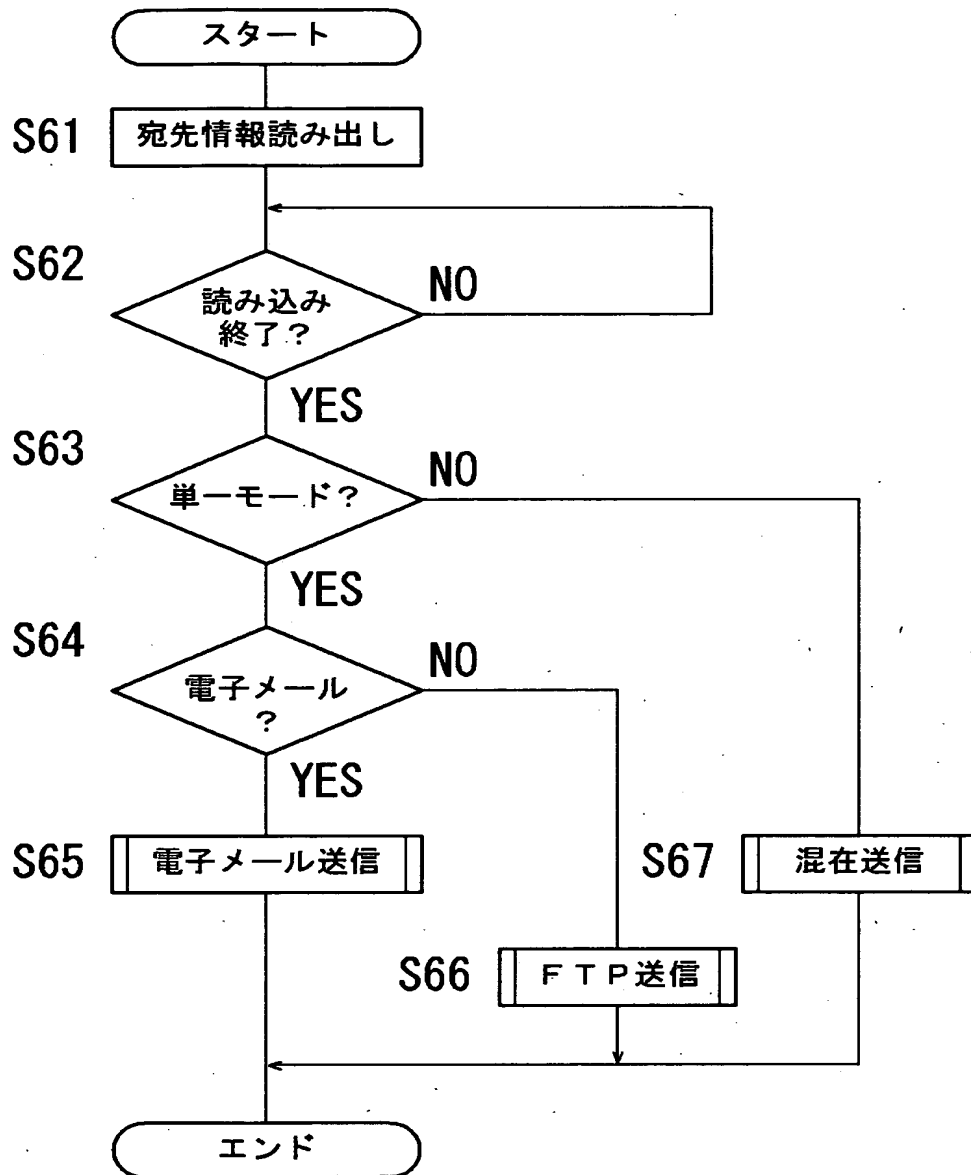 スタート
S61
宛先情報読み出し
S62
読み込み
終了？
NO
YES
S63
単一モード？
NO
YES
S64
電子メール
？
NO
YES
S65
電子メール送信
S67
混在送信
S66
ＦＴＰ送信
エンド